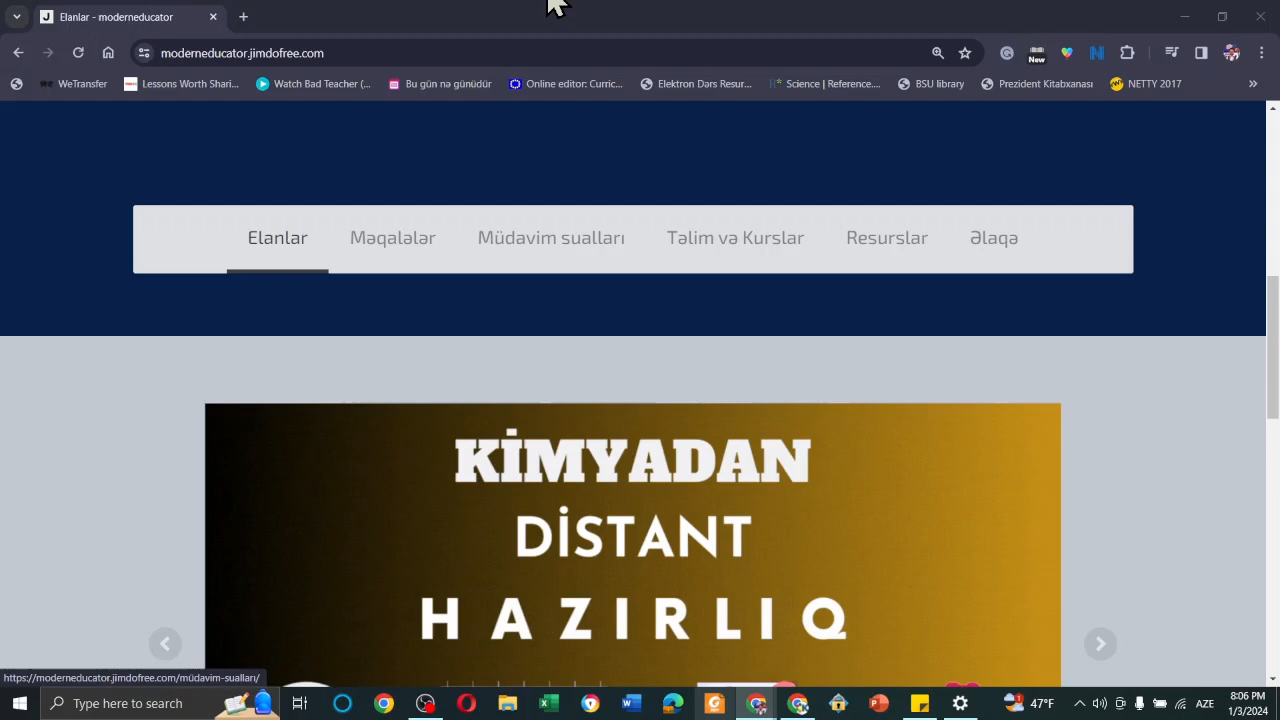 Elanlar - moderneducator
moderneducator.jimdofree.com
New
WeTransfer
Lessons Worth Shari...
Watch Bad Teacher (...
Bu gün nə günüdür
Online editor: Curric...
Elektron Dərs Resur...
Science | Reference....
BSU library
Prezident Kitabxanası
NETTY 2017
Elanlar
Məqalələr
Müdavim sualları
Təlim və Kurslar
Resurslar
Əlaqə
KİMYADAN
DİSTANT
HAZIRLIQ
https://moderneducator.jimdofree.com/müdavim-sualları/
Type here to search
47°F
AZE
8:06 PM
1/3/2024